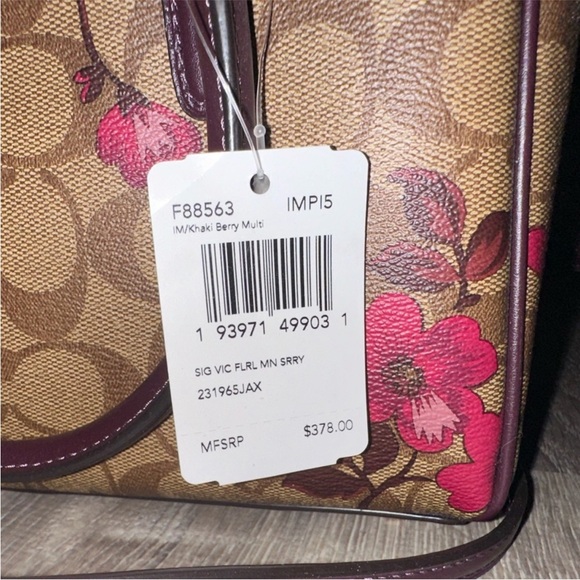 F88563 IMPI5
IM/Khaki Berry Multi
1 93971 49903 1
SIG VIC FLRL MN SRRY
231965JAX
MFSRP $378.00